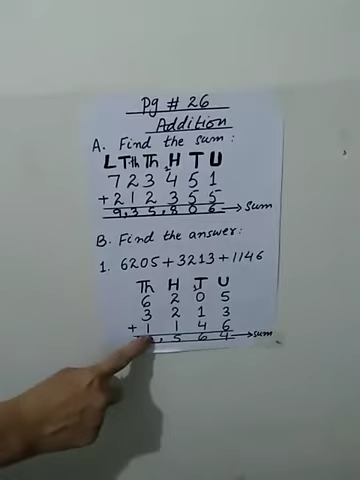 Pg # 26
Addition
A. Find the sum:
L T.th Th H T U
7 2 3 4 5 1
+ 2 1 2 3 5 5
9, 3 5, 8 0 6 → Sum
B. Find the answer:
1. 6205 + 3213 + 1146
Th H T U
6 2 0 5
3 2 1 3
+ 1 1 4 6
, 5 6 4 → sum